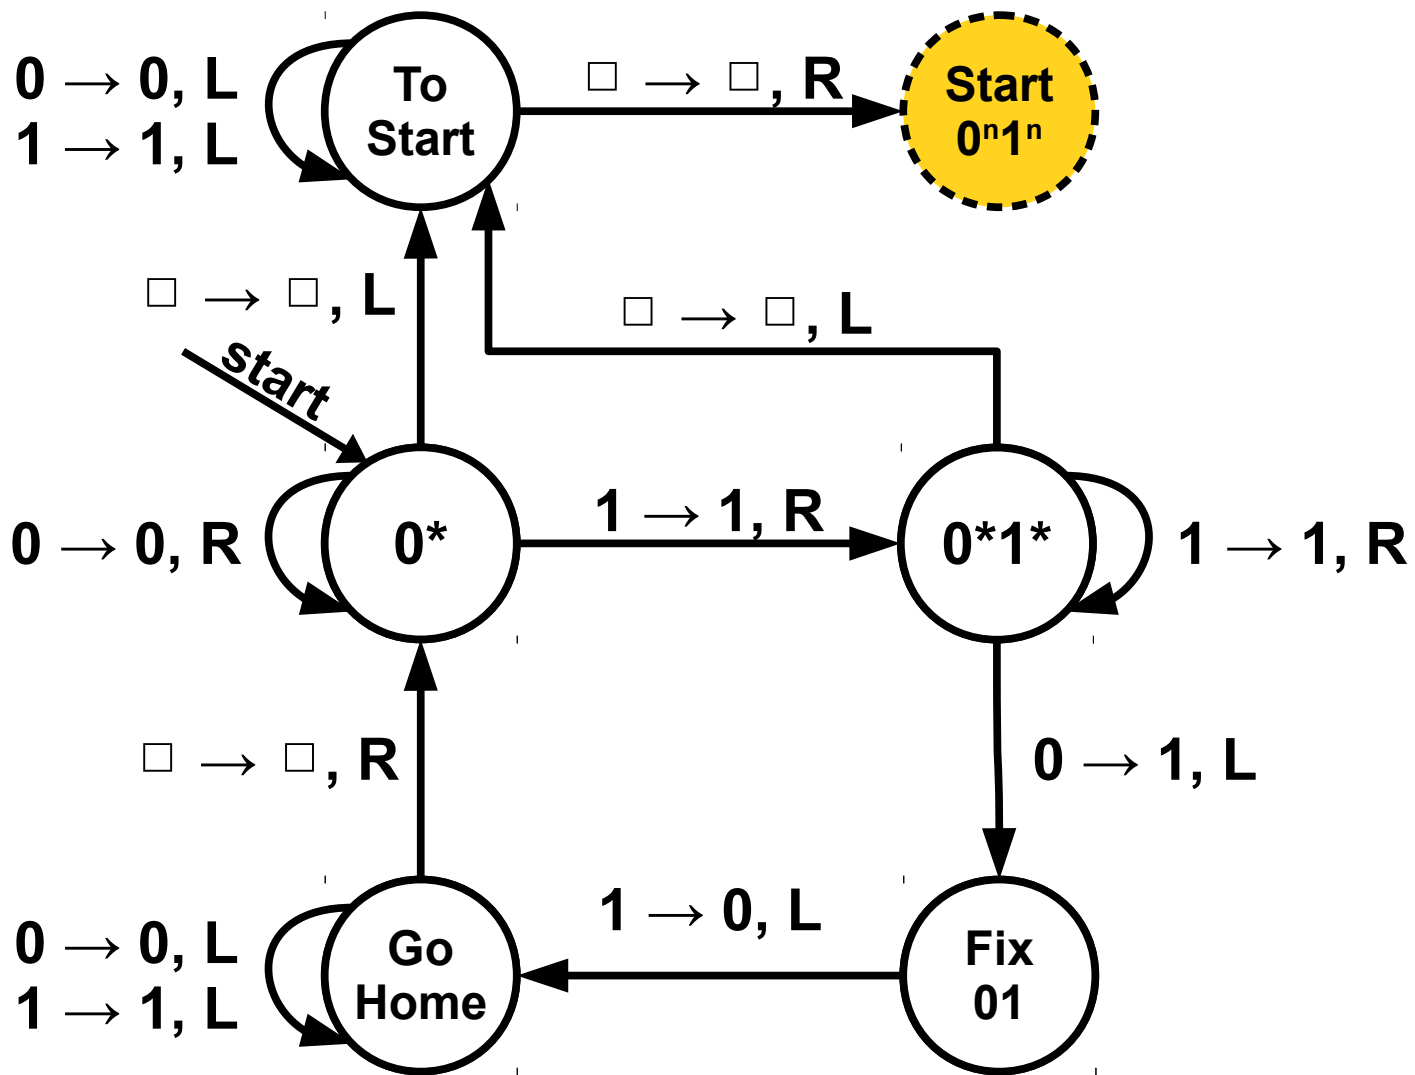 To
Start
0 → 0, L
1 → 1, L
□ → □, R
Start
0ⁿ1ⁿ
□ → □, L
□ → □, L
start
0 → 0, R
0*
1 → 1, R
0*1*
1 → 1, R
□ → □, R
0 → 1, L
0 → 0, L
1 → 1, L
Go
Home
1 → 0, L
Fix
01